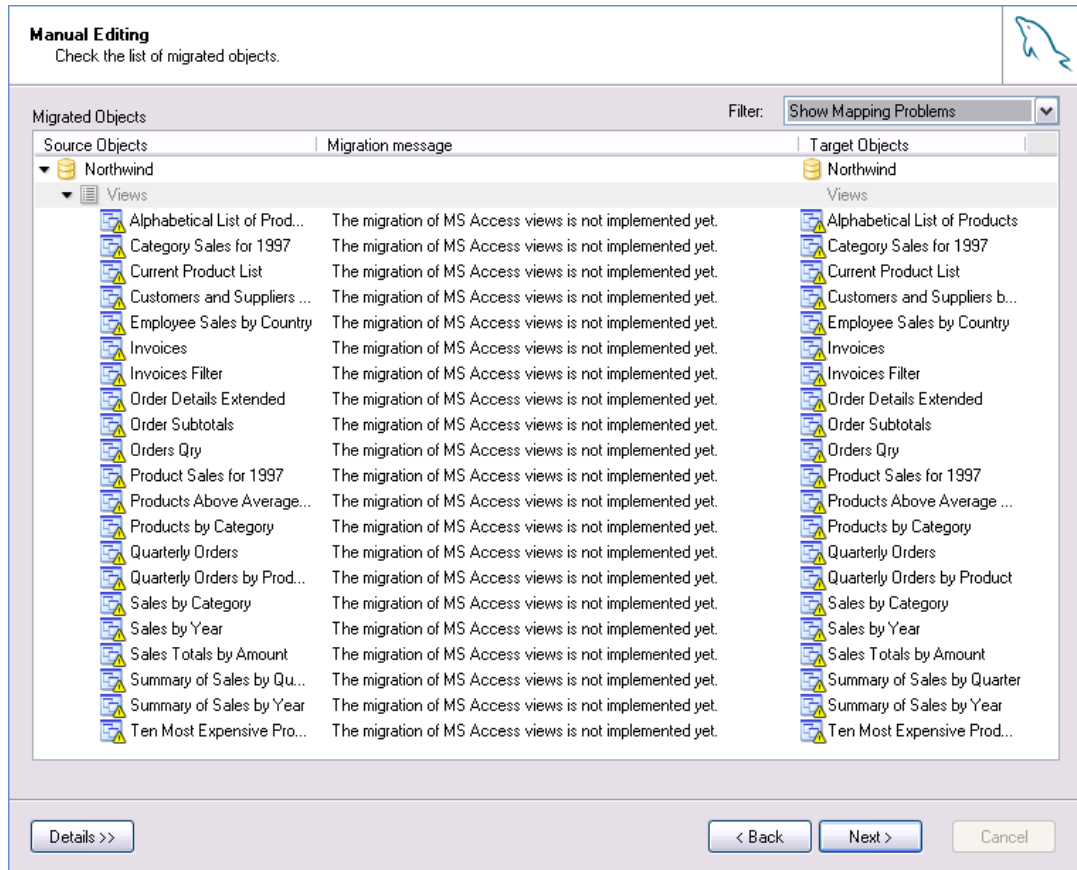 Manual Editing
Check the list of migrated objects.
Migrated Objects Filter: Show Mapping Problems
Source Objects Migration message Target Objects
Northwind Northwind
Views Views
Alphabetical List of Prod... The migration of MS Access views is not implemented yet. Alphabetical List of Products
Category Sales for 1997 The migration of MS Access views is not implemented yet. Category Sales for 1997
Current Product List The migration of MS Access views is not implemented yet. Current Product List
Customers and Suppliers ... The migration of MS Access views is not implemented yet. Customers and Suppliers b...
Employee Sales by Country The migration of MS Access views is not implemented yet. Employee Sales by Country
Invoices The migration of MS Access views is not implemented yet. Invoices
Invoices Filter The migration of MS Access views is not implemented yet. Invoices Filter
Order Details Extended The migration of MS Access views is not implemented yet. Order Details Extended
Order Subtotals The migration of MS Access views is not implemented yet. Order Subtotals
Orders Qry The migration of MS Access views is not implemented yet. Orders Qry
Product Sales for 1997 The migration of MS Access views is not implemented yet. Product Sales for 1997
Products Above Average... The migration of MS Access views is not implemented yet. Products Above Average ...
Products by Category The migration of MS Access views is not implemented yet. Products by Category
Quarterly Orders The migration of MS Access views is not implemented yet. Quarterly Orders
Quarterly Orders by Prod... The migration of MS Access views is not implemented yet. Quarterly Orders by Product
Sales by Category The migration of MS Access views is not implemented yet. Sales by Category
Sales by Year The migration of MS Access views is not implemented yet. Sales by Year
Sales Totals by Amount The migration of MS Access views is not implemented yet. Sales Totals by Amount
Summary of Sales by Qu... The migration of MS Access views is not implemented yet. Summary of Sales by Quarter
Summary of Sales by Year The migration of MS Access views is not implemented yet. Summary of Sales by Year
Ten Most Expensive Pro... The migration of MS Access views is not implemented yet. Ten Most Expensive Prod...
Details >> < Back Next > Cancel